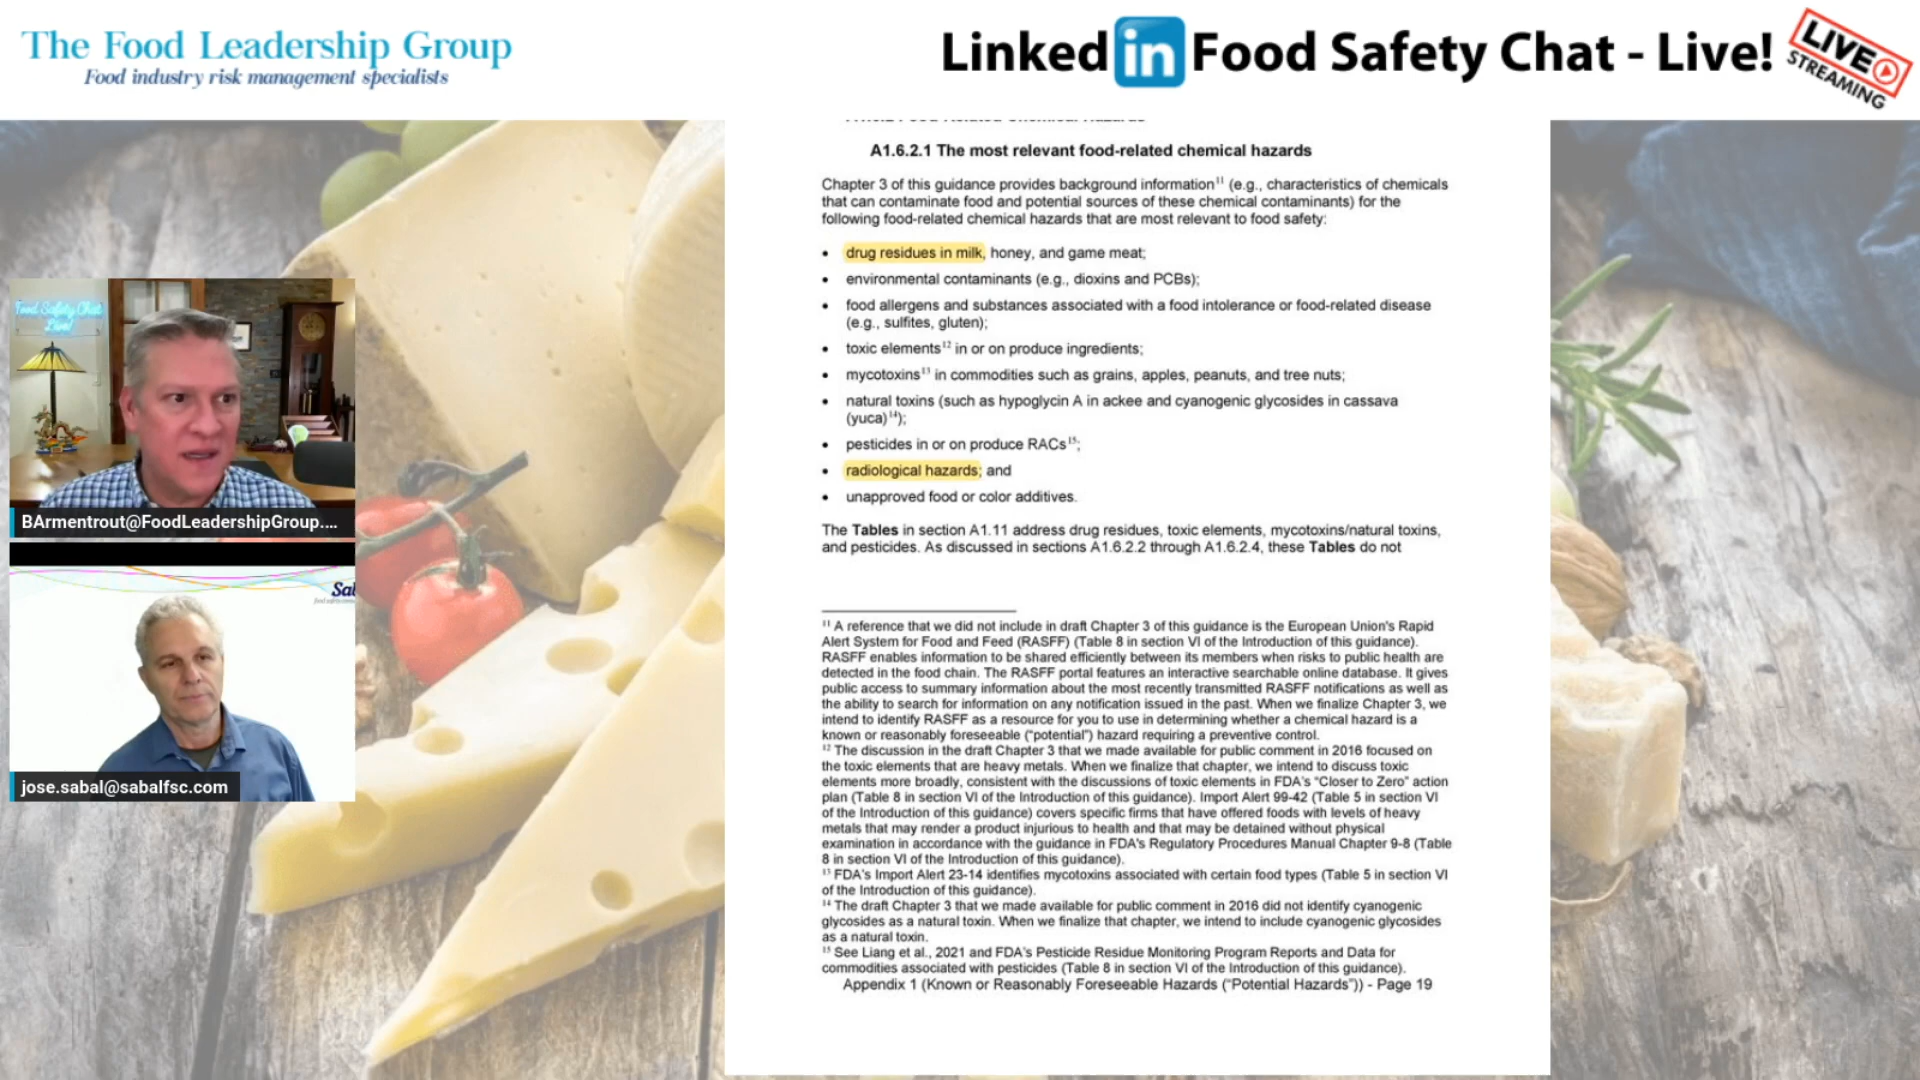 The Food Leadership Group
Food industry risk management specialists
Linked in Food Safety Chat - Live!
LIVE
STREAMING
A1.6.2.1 The most relevant food-related chemical hazards
Chapter 3 of this guidance provides background information¹¹ (e.g., characteristics of chemicals
that can contaminate food and potential sources of these chemical contaminants) for the
following food-related chemical hazards that are most relevant to food safety:
• drug residues in milk, honey, and game meat;
• environmental contaminants (e.g., dioxins and PCBs);
• food allergens and substances associated with a food intolerance or food-related disease
(e.g., sulfites, gluten);
• toxic elements¹² in or on produce ingredients;
• mycotoxins¹³ in commodities such as grains, apples, peanuts, and tree nuts;
• natural toxins (such as hypoglycin A in ackee and cyanogenic glycosides in cassava
(yuca)¹⁴);
• pesticides in or on produce RACs¹⁵;
• radiological hazards; and
• unapproved food or color additives.
The Tables in section A1.11 address drug residues, toxic elements, mycotoxins/natural toxins,
and pesticides. As discussed in sections A1.6.2.2 through A1.6.2.4, these Tables do not
¹¹ A reference that we did not include in draft Chapter 3 of this guidance is the European Union's Rapid
Alert System for Food and Feed (RASFF) (Table 8 in section VI of the Introduction of this guidance).
RASFF enables information to be shared efficiently between its members when risks to public health are
detected in the food chain. The RASFF portal features an interactive searchable online database. It gives
public access to summary information about the most recently transmitted RASFF notifications as well as
the ability to search for information on any notification issued in the past. When we finalize Chapter 3, we
intend to identify RASFF as a resource for you to use in determining whether a chemical hazard is a
known or reasonably foreseeable ("potential") hazard requiring a preventive control.
¹² The discussion in the draft Chapter 3 that we made available for public comment in 2016 focused on
the toxic elements that are heavy metals. When we finalize that chapter, we intend to discuss toxic
elements more broadly, consistent with the discussions of toxic elements in FDA's "Closer to Zero" action
plan (Table 8 in section VI of the Introduction of this guidance). Import Alert 99-42 (Table 5 in section VI
of the Introduction of this guidance) covers specific firms that have offered foods with levels of heavy
metals that may render a product injurious to health and that may be detained without physical
examination in accordance with the guidance in FDA's Regulatory Procedures Manual Chapter 9-8 (Table
8 in section VI of the Introduction of this guidance).
¹³ FDA's Import Alert 23-14 identifies mycotoxins associated with certain food types (Table 5 in section VI
of the Introduction of this guidance).
¹⁴ The draft Chapter 3 that we made available for public comment in 2016 did not identify cyanogenic
glycosides as a natural toxin. When we finalize that chapter, we intend to include cyanogenic glycosides
as a natural toxin.
¹⁵ See Liang et al., 2021 and FDA's Pesticide Residue Monitoring Program Reports and Data for
commodities associated with pesticides (Table 8 in section VI of the Introduction of this guidance).
Appendix 1 (Known or Reasonably Foreseeable Hazards ("Potential Hazards")) - Page 19
Food Safety Chat
Live!
BArmentrout@FoodLeadershipGroup....
Sa
jose.sabal@sabalfsc.com